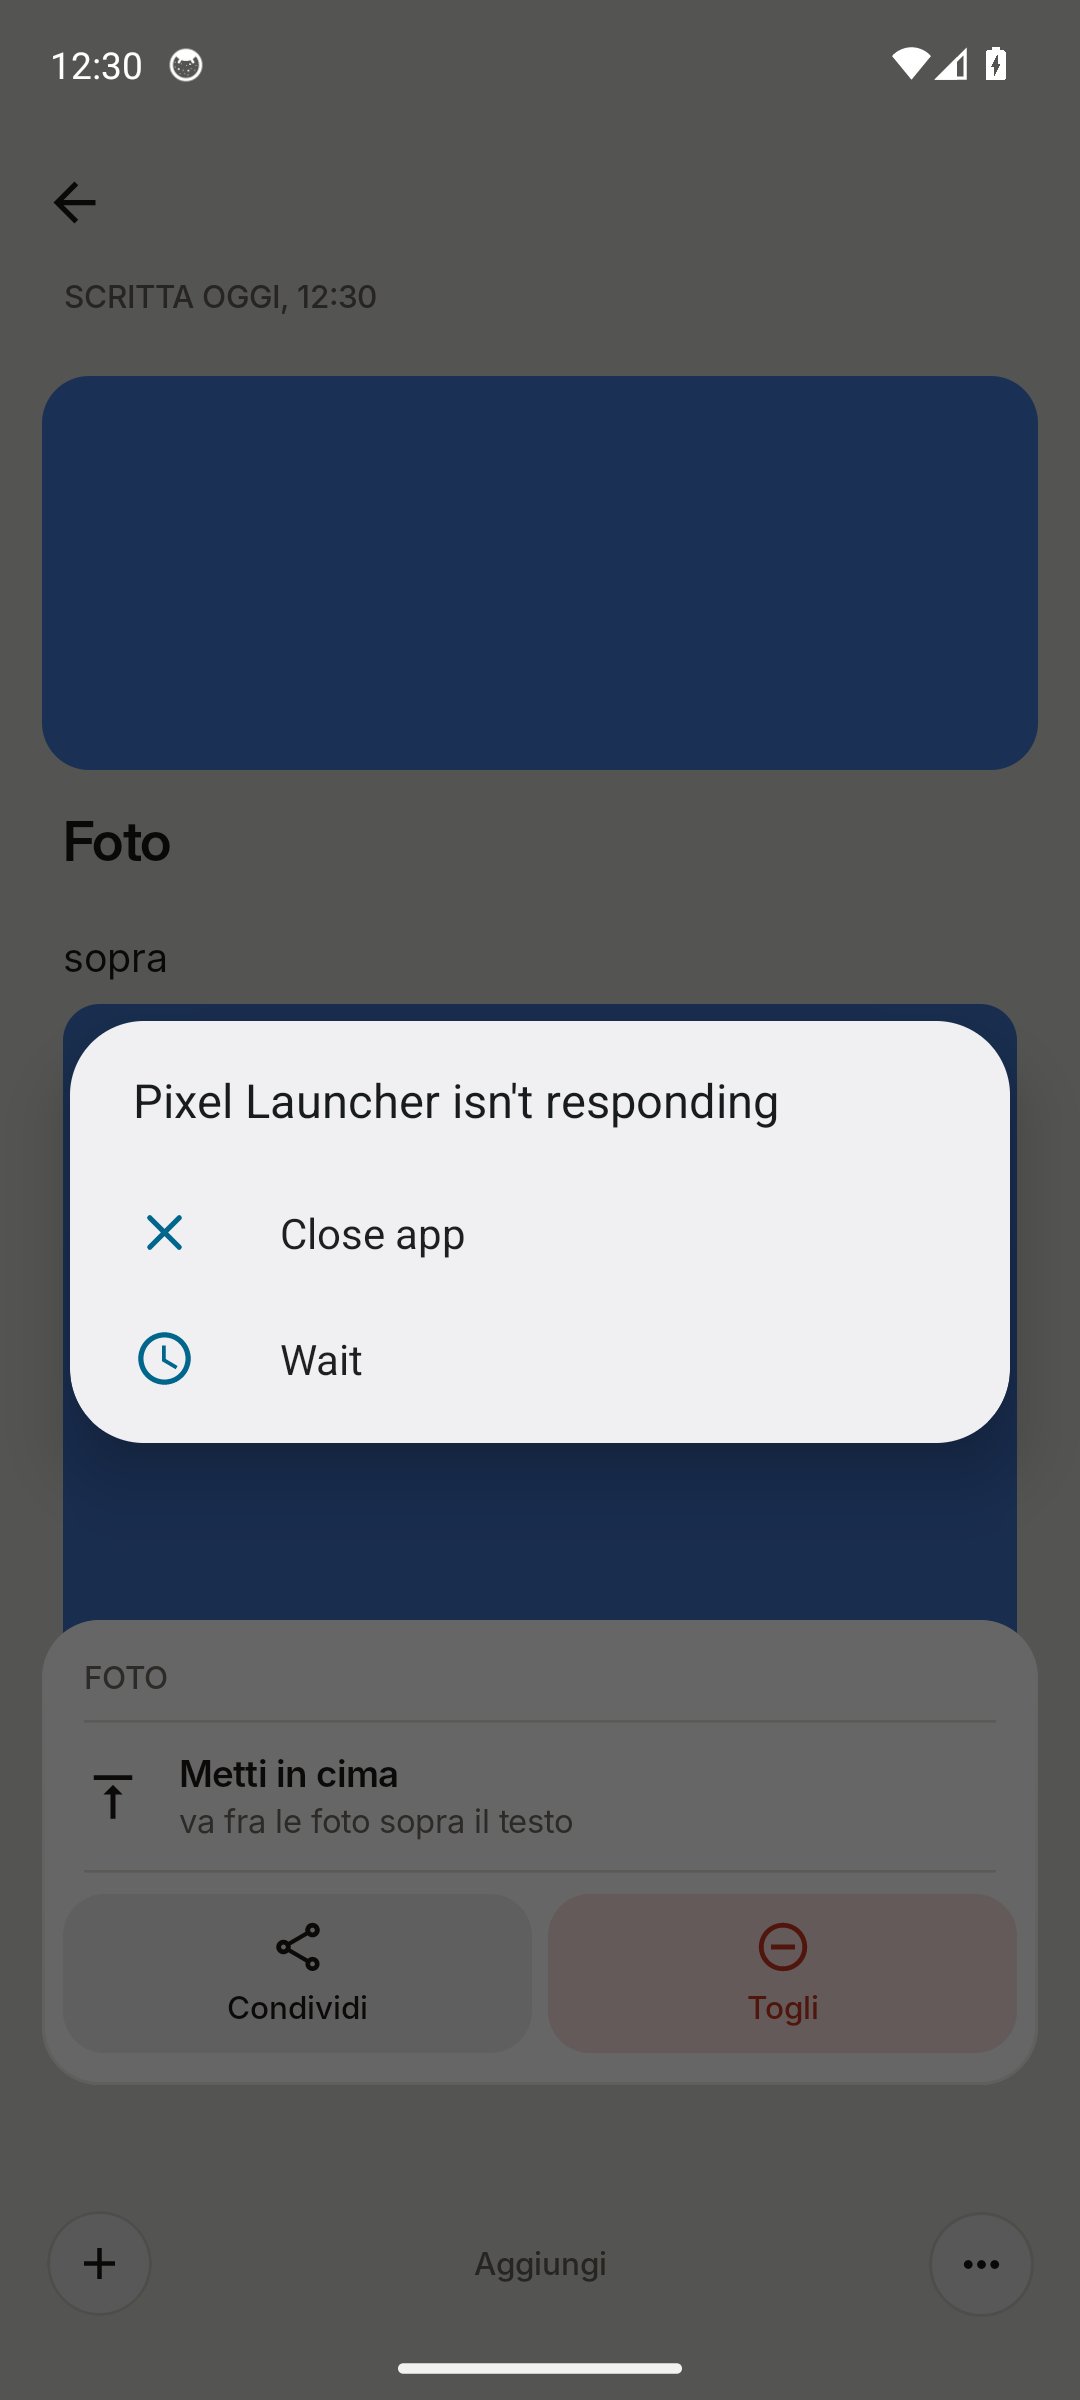 12:30
SCRITTA OGGI, 12:30
Foto
sopra
Pixel Launcher isn't responding
Close app
Wait
FOTO
Metti in cima
va fra le foto sopra il testo
Condividi
Togli
Aggiungi